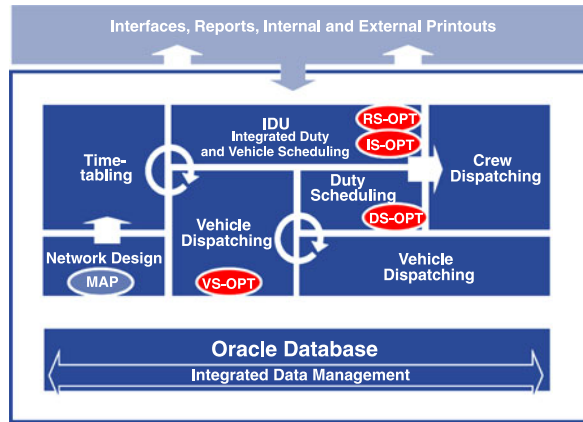 Interfaces, Reports, Internal and External Printouts
Time-
tabling
IDU
Integrated Duty
and Vehicle Scheduling
RS-OPT
IS-OPT
Crew
Dispatching
Duty
Scheduling
DS-OPT
Vehicle
Dispatching
VS-OPT
Network Design
MAP
Vehicle
Dispatching
Oracle Database
Integrated Data Management